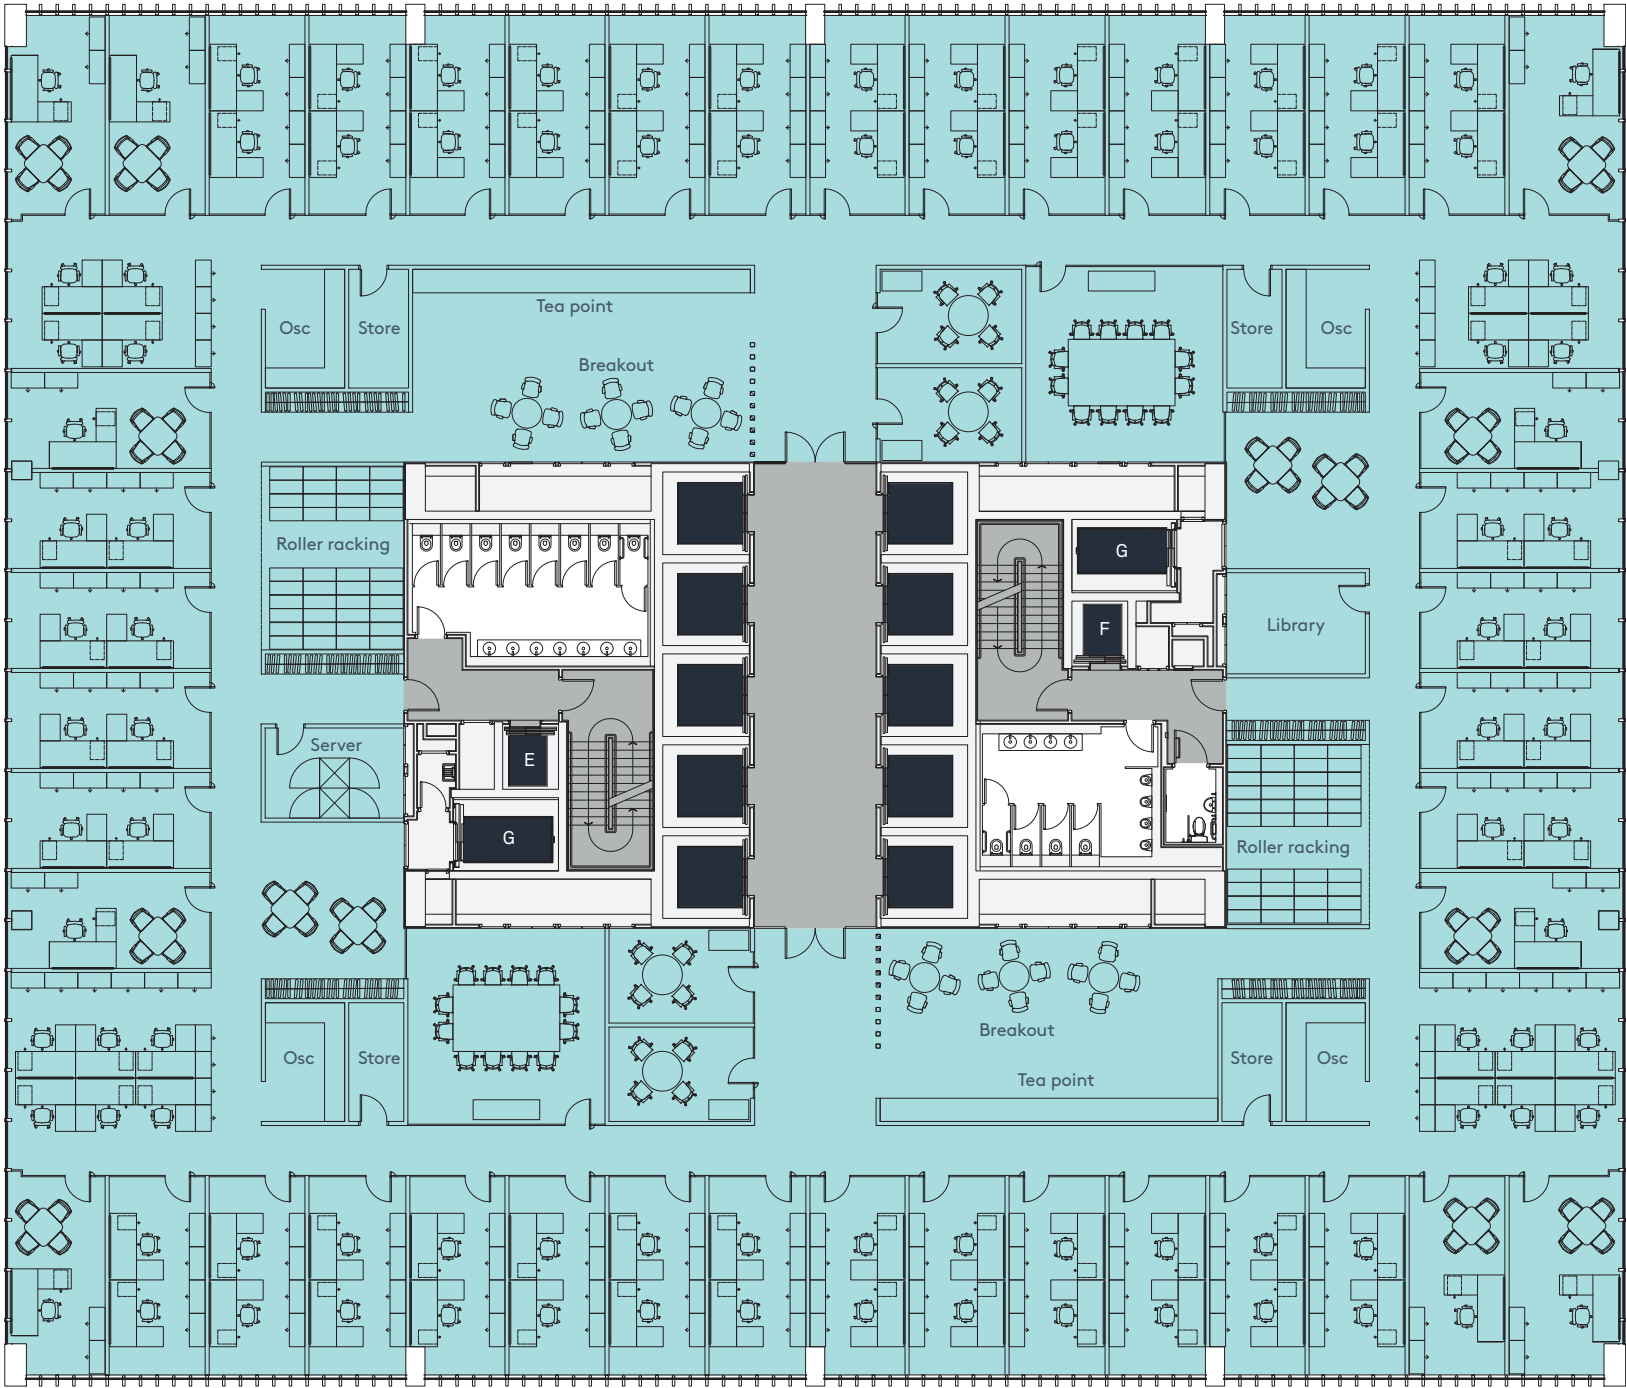 Tea point
Osc
Store
Store
Osc
Breakout
Roller racking
G
F
Library
Server
E
G
Roller racking
Breakout
Osc
Store
Store
Osc
Tea point